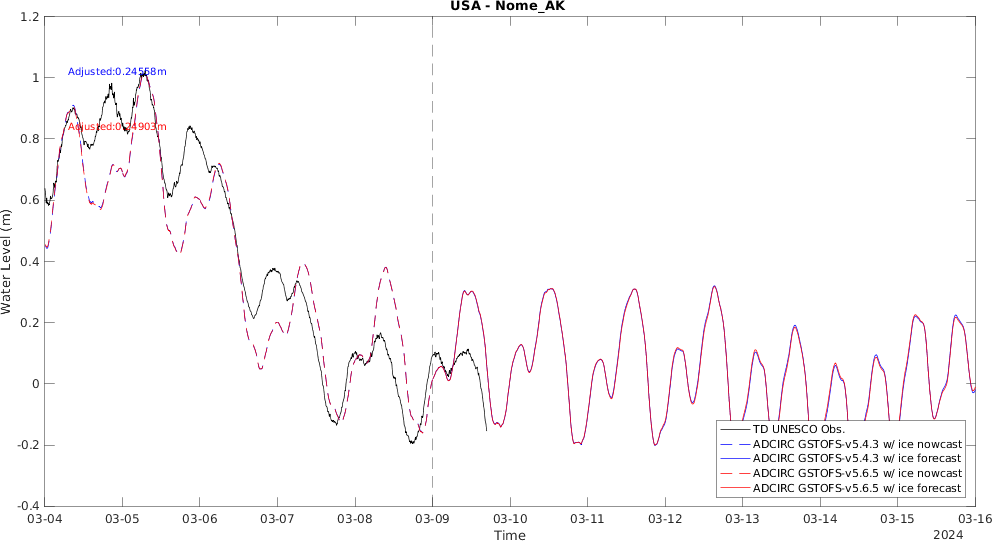 USA - Nome_AK
1.2
1
0.8
0.6
0.4
0.2
0
-0.2
-0.4
Water Level (m)
Adjusted:0.24558m
Adjusted:0.24903m
TD UNESCO Obs.
ADCIRC GSTOFS-v5.4.3 w/ ice nowcast
ADCIRC GSTOFS-v5.4.3 w/ ice forecast
ADCIRC GSTOFS-v5.6.5 w/ ice nowcast
ADCIRC GSTOFS-v5.6.5 w/ ice forecast
03-04 03-05 03-06 03-07 03-08 03-09 03-10 03-11 03-12 03-13 03-14 03-15 03-16
Time
2024